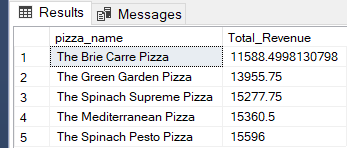 Results Messages
pizza_name Total_Revenue
1 The Brie Carre Pizza 11588.4998130798
2 The Green Garden Pizza 13955.75
3 The Spinach Supreme Pizza 15277.75
4 The Mediterranean Pizza 15360.5
5 The Spinach Pesto Pizza 15596